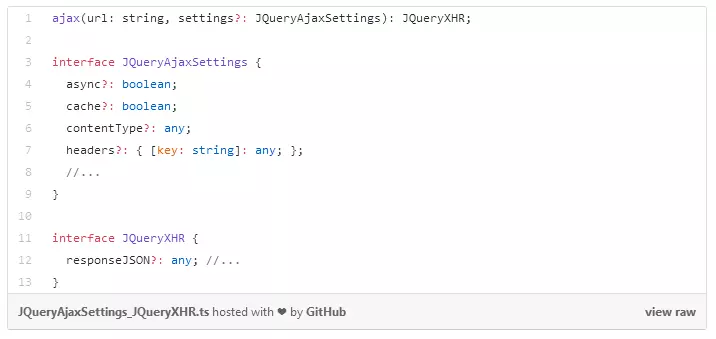 1 ajax(url: string, settings?: JQueryAjaxSettings): JQueryXHR;
2
3 interface JQueryAjaxSettings {
4   async?: boolean;
5   cache?: boolean;
6   contentType?: any;
7   headers?: { [key: string]: any; };
8   //...
9 }
10
11 interface JQueryXHR {
12   responseJSON?: any; //...
13 }
JQueryAjaxSettings_JQueryXHR.ts hosted with ❤ by GitHub view raw